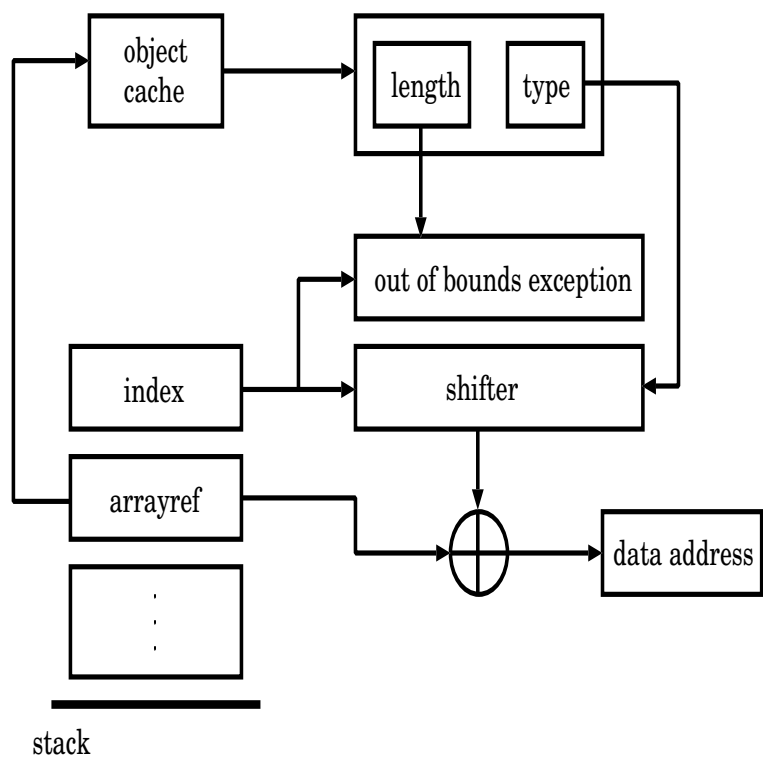 object
cache
length
type
out of bounds exception
index
shifter
arrayref
data address
stack